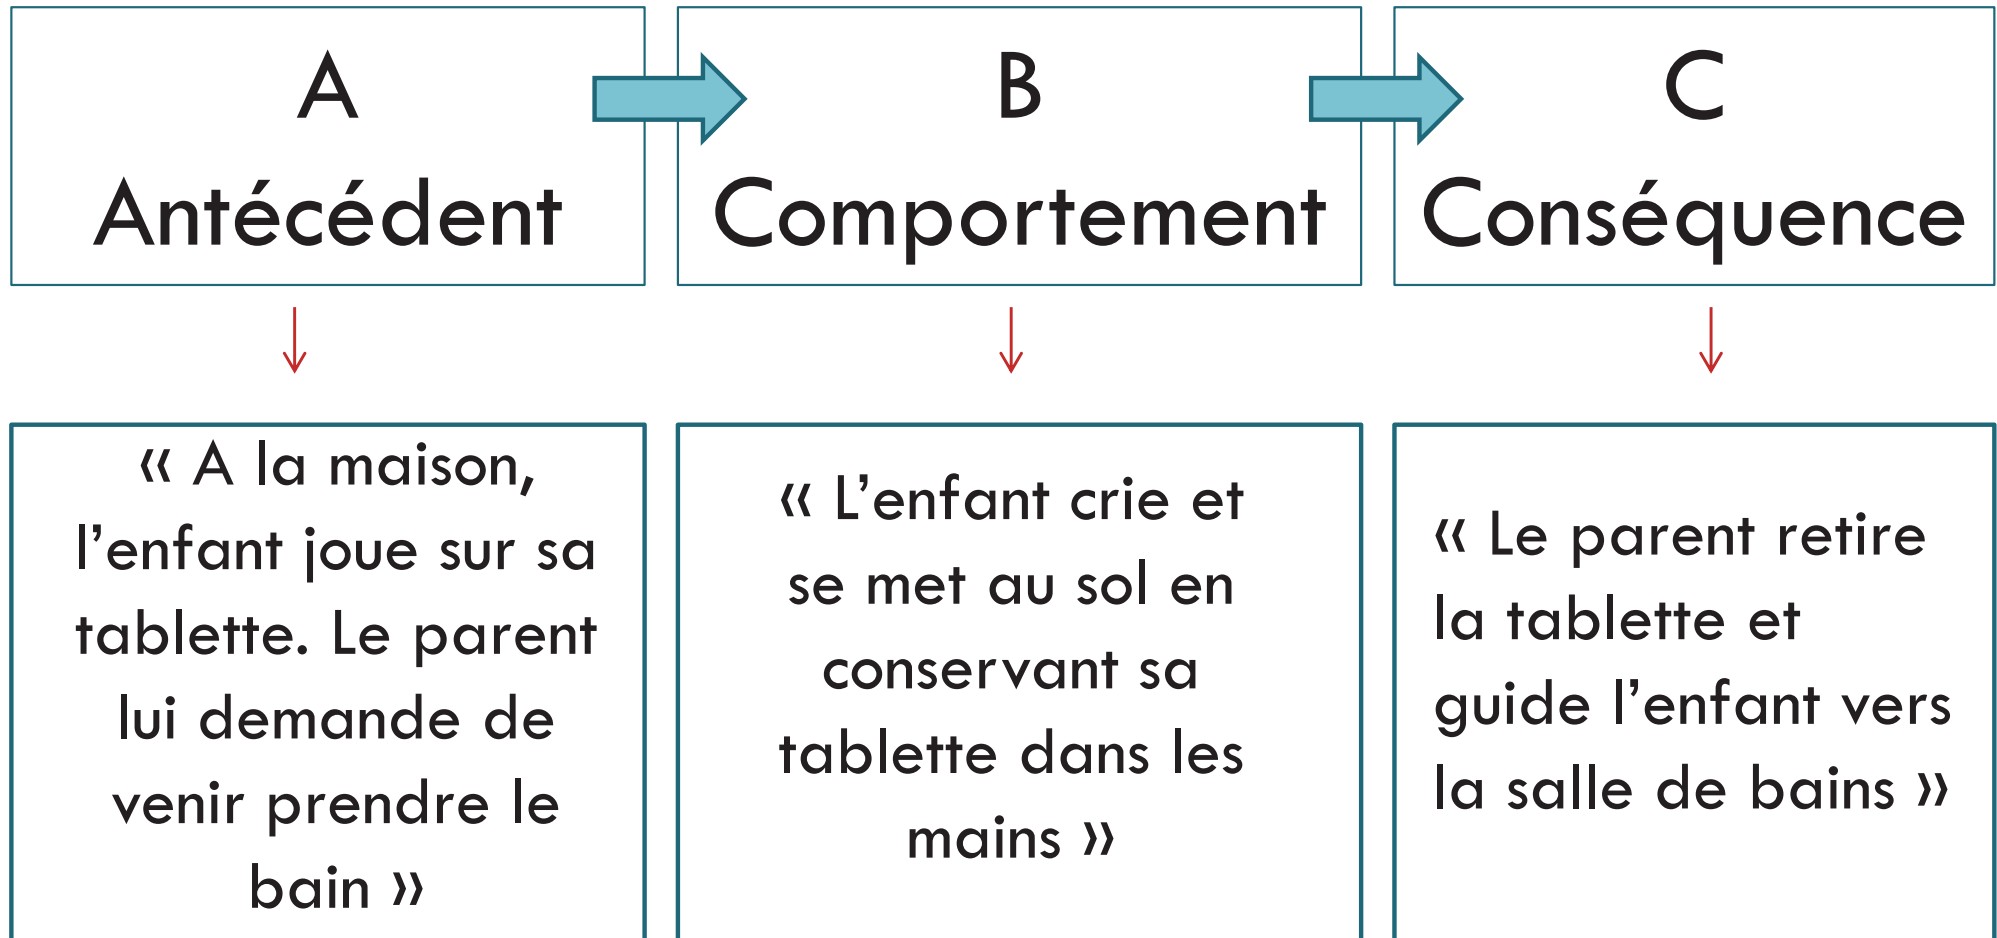 A
Antécédent
B
Comportement
C
Conséquence
« A la maison,
l’enfant joue sur sa
tablette. Le parent
lui demande de
venir prendre le
bain »
« L’enfant crie et
se met au sol en
conservant sa
tablette dans les
mains »
« Le parent retire
la tablette et
guide l’enfant vers
la salle de bains »